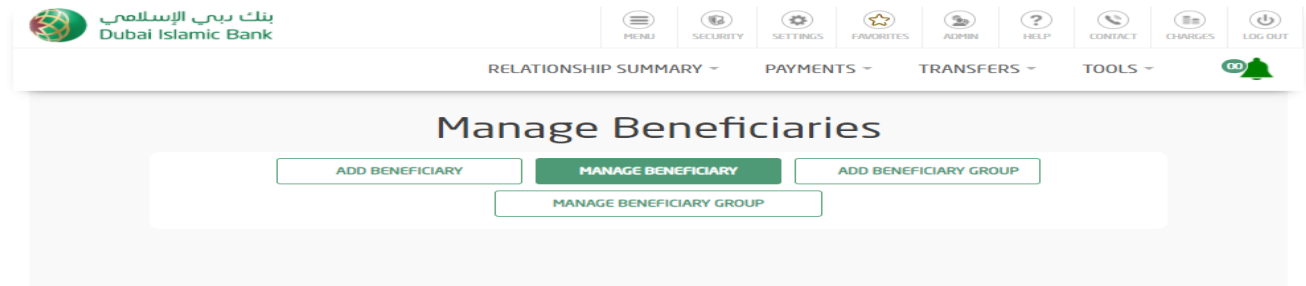 بنك دبي الإسلامي
Dubai Islamic Bank
MENU SECURITY SETTINGS FAVORITES ADMIN HELP CONTACT CHARGES LOG OUT
RELATIONSHIP SUMMARY PAYMENTS TRANSFERS TOOLS 00
Manage Beneficiaries
ADD BENEFICIARY MANAGE BENEFICIARY ADD BENEFICIARY GROUP
MANAGE BENEFICIARY GROUP